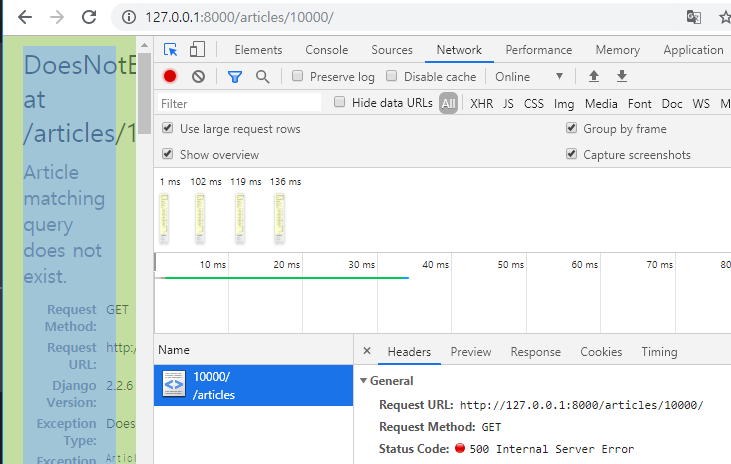 127.0.0.1:8000/articles/10000/
DoesNotE
at
/articles/1
Article
matching
query
does not
exist.
Request Method: GET
Request URL: http:/
Django Version: 2.2.6
Exception Type: Does
Exception Artic
Elements Console Sources Network Performance Memory Application
Preserve log Disable cache Online
Filter Hide data URLs All XHR JS CSS Img Media Font Doc WS M
Use large request rows Group by frame
Show overview Capture screenshots
1 ms 102 ms 119 ms 136 ms
10 ms 20 ms 30 ms 40 ms 50 ms 60 ms 70 ms 80
Name
10000/
/articles
× Headers Preview Response Cookies Timing
General
Request URL: http://127.0.0.1:8000/articles/10000/
Request Method: GET
Status Code: 500 Internal Server Error